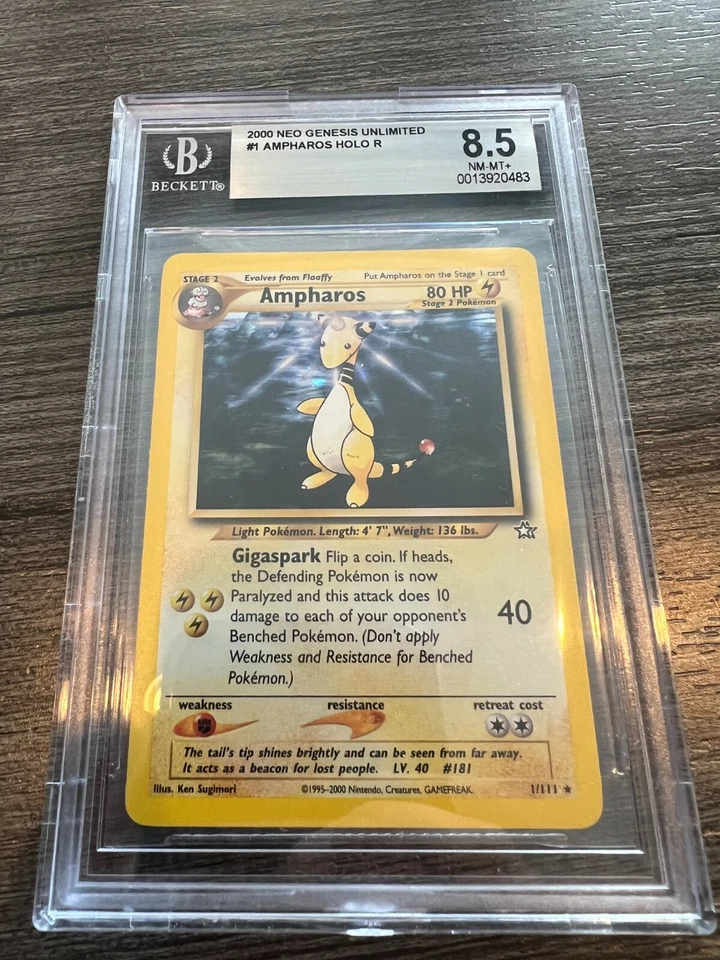 2000 NEO GENESIS UNLIMITED
#1 AMPHAROS HOLO R
8.5
NM-MT+
0013920483
B
BECKETT®
STAGE 2
Evolves from Flaaffy
Put Ampharos on the Stage 1 card
Ampharos
80 HP
Stage 2 Pokémon
Light Pokémon. Length: 4' 7", Weight: 136 lbs.
Gigaspark Flip a coin. If heads,
the Defending Pokémon is now
Paralyzed and this attack does 10
damage to each of your opponent's
Benched Pokémon. (Don't apply
Weakness and Resistance for Benched
Pokémon.)
40
weakness
resistance
retreat cost
The tail's tip shines brightly and can be seen from far away.
It acts as a beacon for lost people. LV. 40 #181
Illus. Ken Sugimori
©1995-2000 Nintendo, Creatures, GAMEFREAK.
1/111 ★